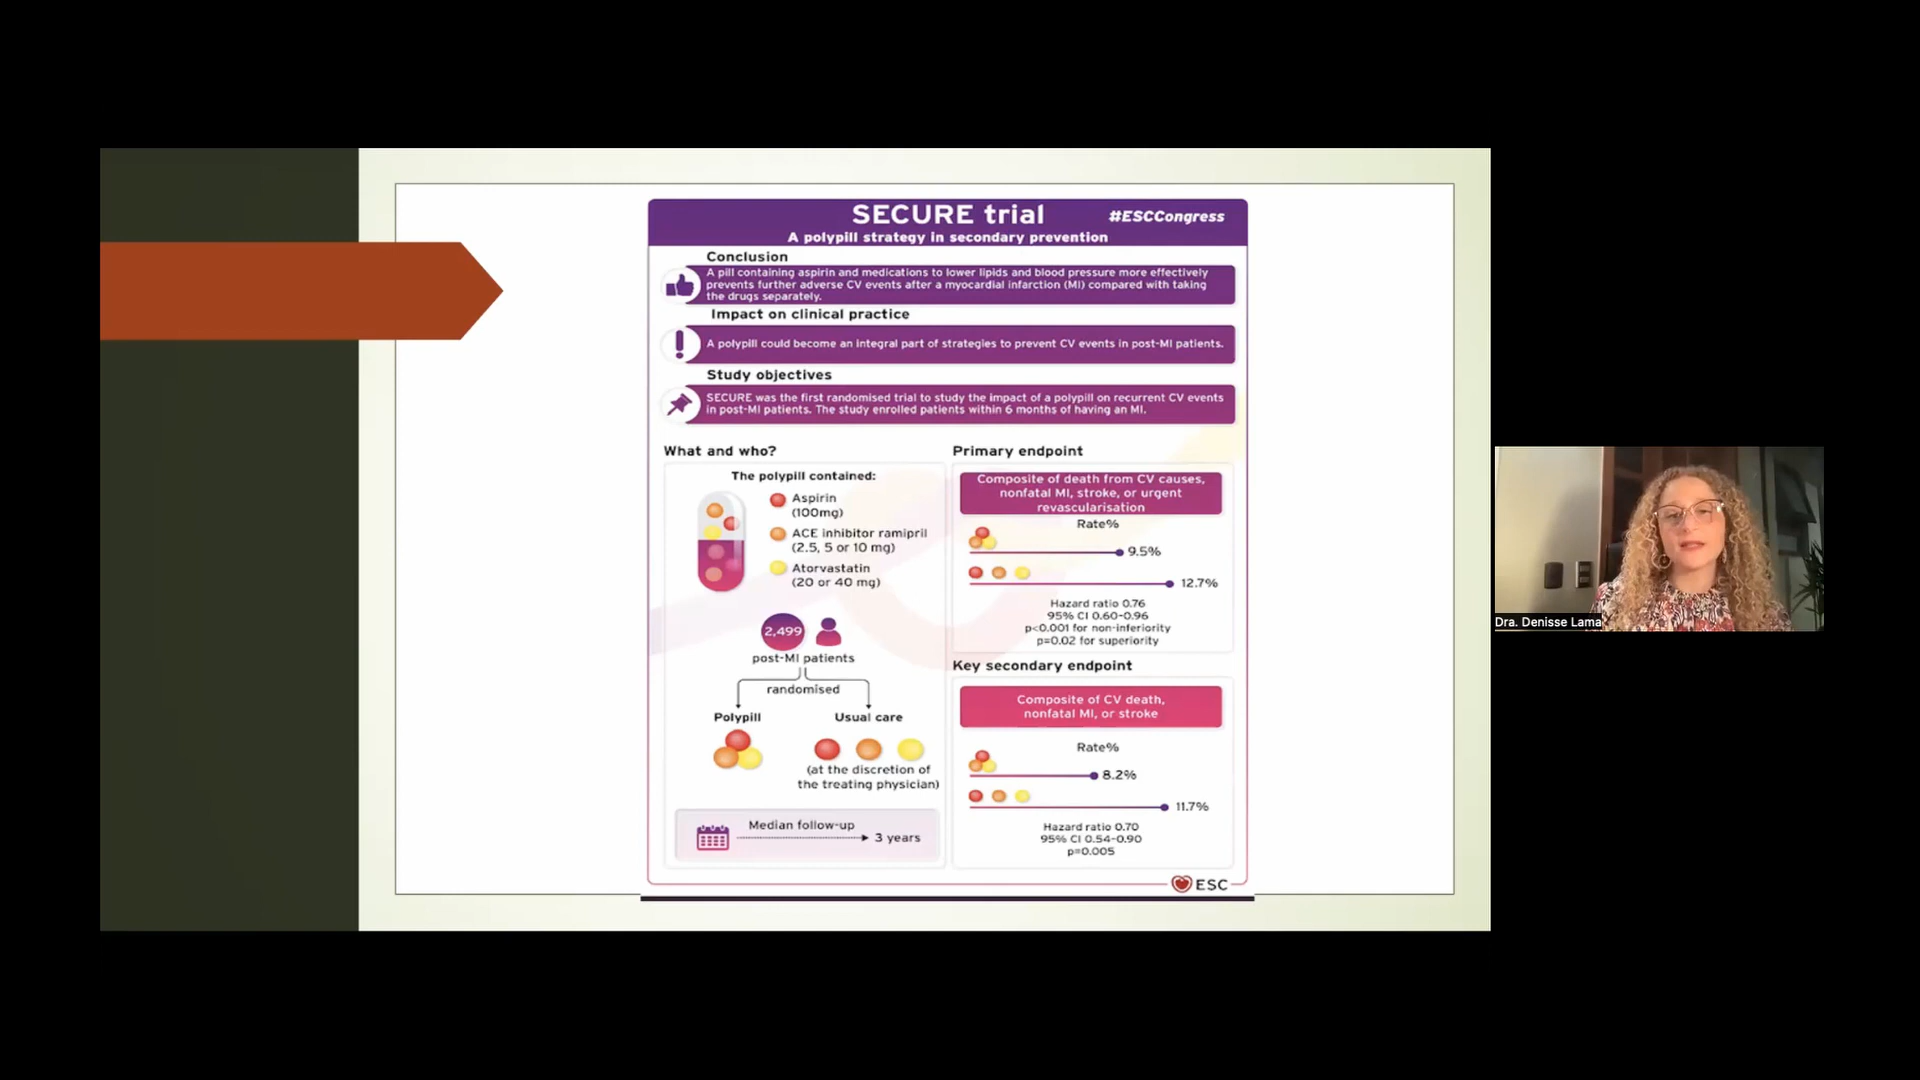 SECURE trial
#ESCCongress
A polypill strategy in secondary prevention
Conclusion
A pill containing aspirin and medications to lower lipids and blood pressure more effectively
prevents further adverse CV events after a myocardial infarction (MI) compared with taking
the drugs separately.
Impact on clinical practice
A polypill could become an integral part of strategies to prevent CV events in post-MI patients.
Study objectives
SECURE was the first randomised trial to study the impact of a polypill on recurrent CV events
in post-MI patients. The study enrolled patients within 6 months of having an MI.
What and who?
The polypill contained:
Aspirin
(100mg)
ACE inhibitor ramipril
(2.5, 5 or 10 mg)
Atorvastatin
(20 or 40 mg)
2,499
post-MI patients
randomised
Polypill
Usual care
(at the discretion of
the treating physician)
Median follow-up
3 years
Primary endpoint
Composite of death from CV causes,
nonfatal MI, stroke, or urgent
revascularisation
Rate%
9.5%
12.7%
Hazard ratio 0.76
95% CI 0.60-0.96
p<0.001 for non-inferiority
p=0.02 for superiority
Key secondary endpoint
Composite of CV death,
nonfatal MI, or stroke
Rate%
8.2%
11.7%
Hazard ratio 0.70
95% CI 0.54-0.90
p=0.005
ESC
Dra. Denisse Lama